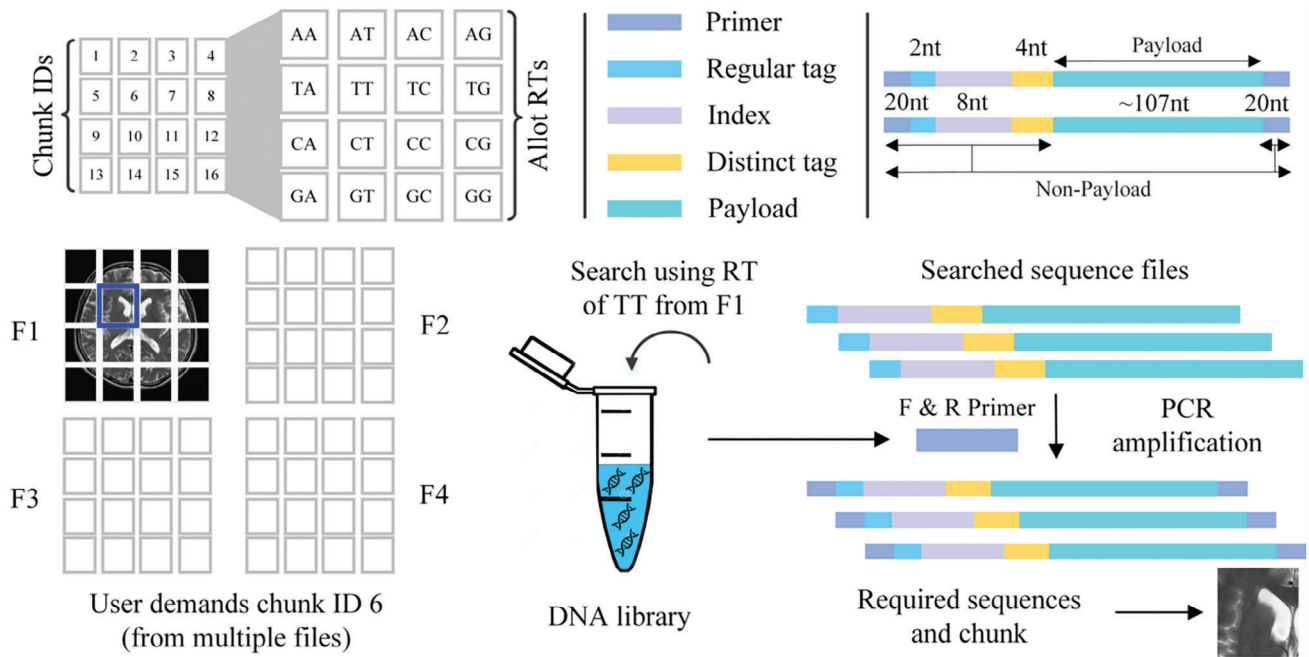 Chunk IDs
1 2 3 4
5 6 7 8
9 10 11 12
13 14 15 16
AA AT AC AG
TA TT TC TG
CA CT CC CG
GA GT GC GG
Allot RTs
Primer
Regular tag
Index
Distinct tag
Payload
2nt 4nt Payload
20nt 8nt ~107nt 20nt
Non-Payload
F1
F2
F3
F4
User demands chunk ID 6
(from multiple files)
Search using RT
of TT from F1
DNA library
Searched sequence files
F & R Primer
PCR
amplification
Required sequences
and chunk